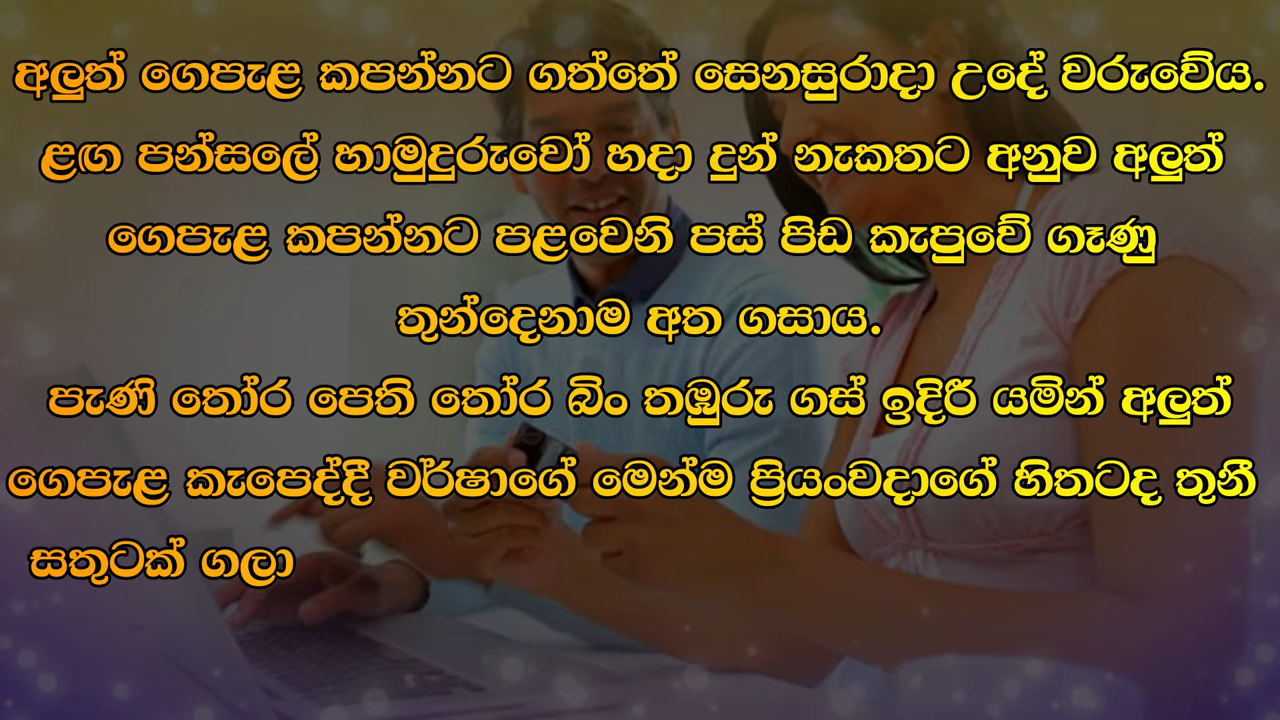 අලුත් ගෙපැළ කපන්නට ගත්තේ සෙනසුරාදා උදේ වරුවේය.
ළඟ පන්සලේ හාමුදුරුවෝ හදා දුන් නැකතට අනුව අලුත්
ගෙපැළ කපන්නට පළවෙනි පස් පිඩ කැපුවේ ගෑණු
තුන්දෙනාම අත ගසාය.
පැණි තෝර පෙති තෝර බිං තඹුරු ගස් ඉදිරී යමින් අලුත්
ගෙපැළ කැපෙද්දී වර්ෂාගේ මෙන්ම ප්‍රියංවදාගේ හිතටද තුනී
සතුටක් ගලා